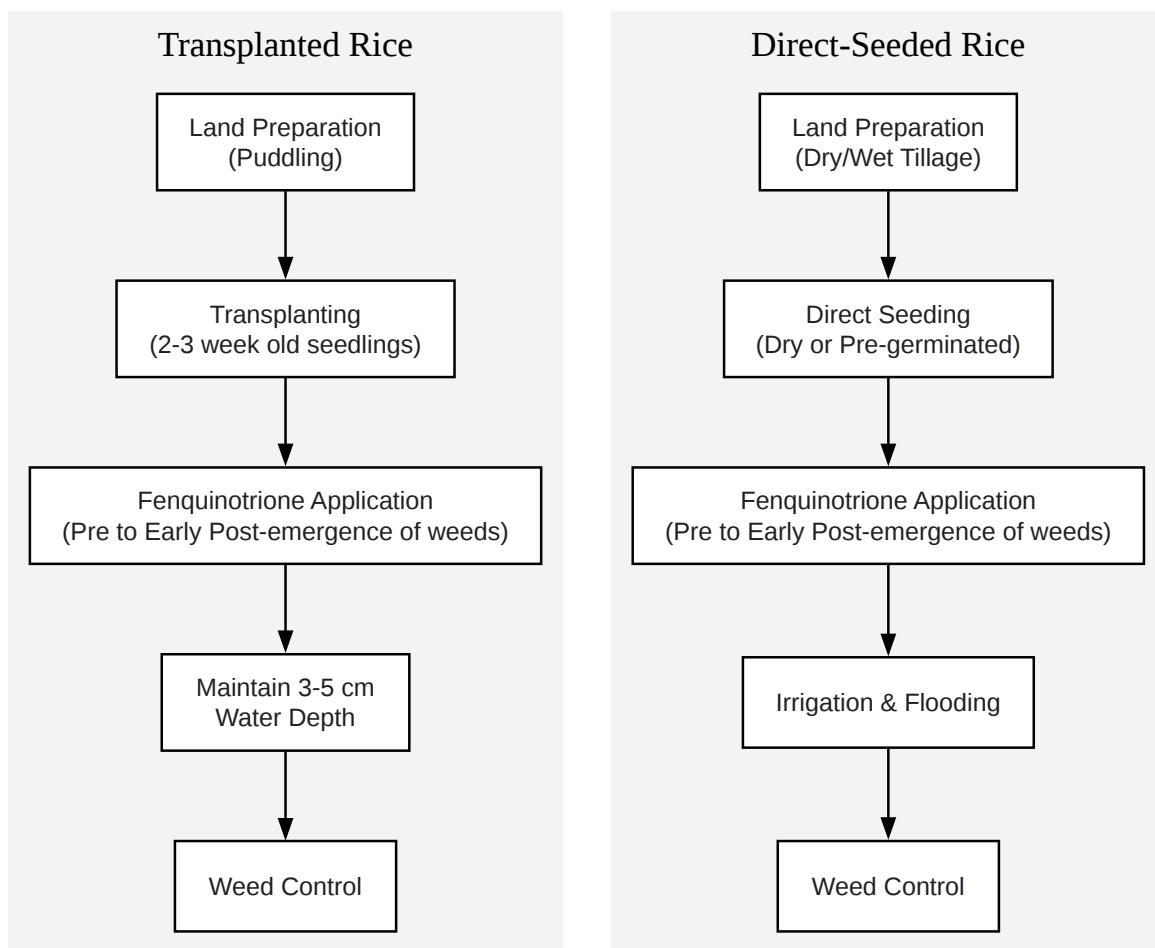 Transplanted Rice
Land Preparation
(Puddling)
Transplanting
(2-3 week old seedlings)
Fenquinotrione Application
(Pre to Early Post-emergence of weeds)
Maintain 3-5 cm
Water Depth
Weed Control
Direct-Seeded Rice
Land Preparation
(Dry/Wet Tillage)
Direct Seeding
(Dry or Pre-germinated)
Fenquinotrione Application
(Pre to Early Post-emergence of weeds)
Irrigation & Flooding
Weed Control